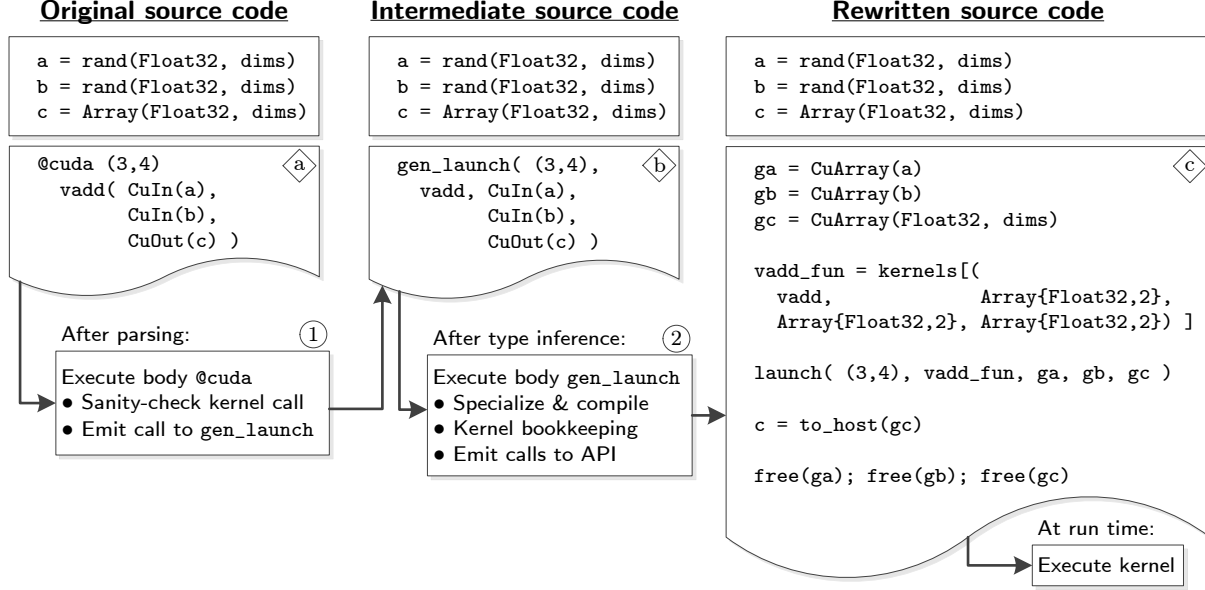 Original source code
a = rand(Float32, dims)
b = rand(Float32, dims)
c = Array(Float32, dims)
@cuda (3,4)
a
vadd( CuIn(a),
CuIn(b),
CuOut(c) )
After parsing:
1
Execute body @cuda
● Sanity-check kernel call
● Emit call to gen_launch
Intermediate source code
a = rand(Float32, dims)
b = rand(Float32, dims)
c = Array(Float32, dims)
gen_launch( (3,4),
b
vadd, CuIn(a),
CuIn(b),
CuOut(c) )
After type inference:
2
Execute body gen_launch
● Specialize & compile
● Kernel bookkeeping
● Emit calls to API
Rewritten source code
a = rand(Float32, dims)
b = rand(Float32, dims)
c = Array(Float32, dims)
ga = CuArray(a)
c
gb = CuArray(b)
gc = CuArray(Float32, dims)
vadd_fun = kernels[(
vadd, Array{Float32,2},
Array{Float32,2}, Array{Float32,2}) ]
launch( (3,4), vadd_fun, ga, gb, gc )
c = to_host(gc)
free(ga); free(gb); free(gc)
At run time:
Execute kernel